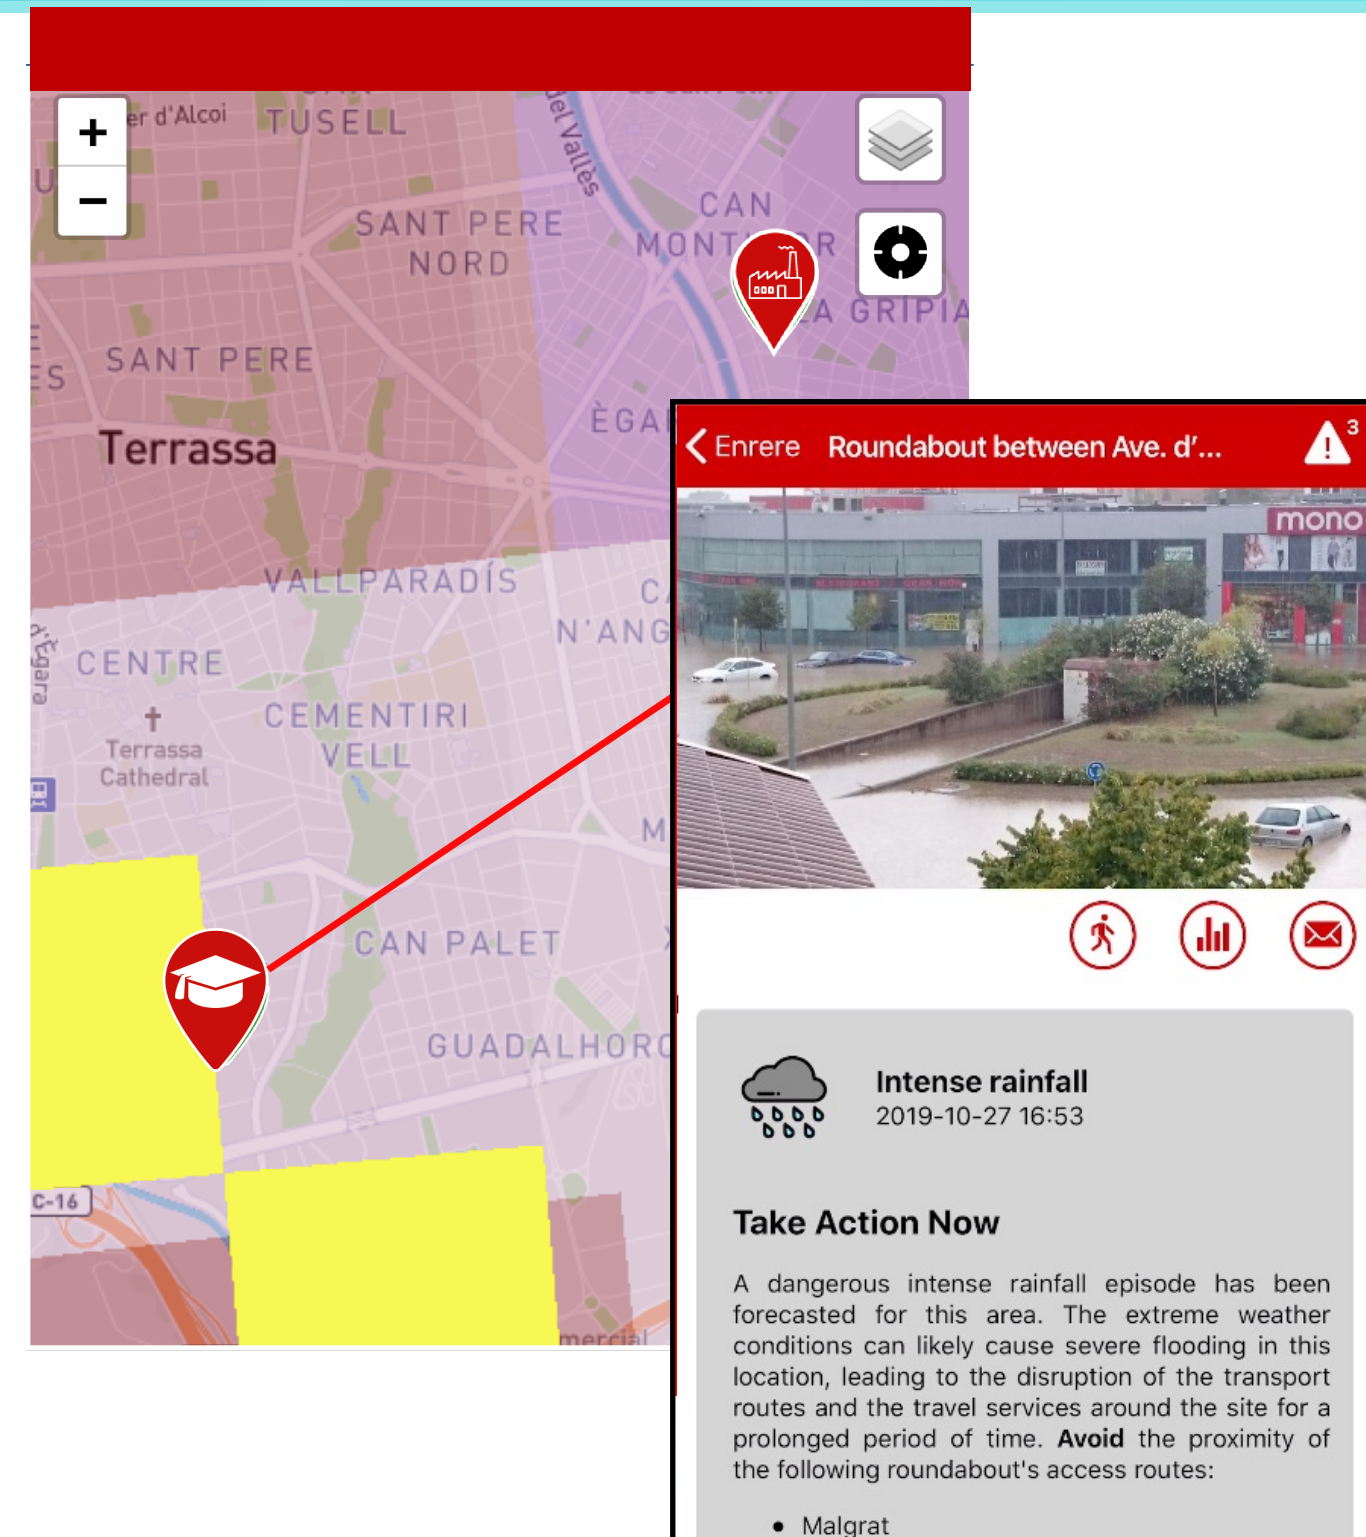 er d'Alcoi
TUSELL
del Vallès
U
CAN
SANT PERE
NORD
LA GRÍPIA
SANT PERE
ES
Terrassa
VALLPARADÍS
N'ANG
d'Ègara
CENTRE
CEMENTIRI
VELL
Terrassa
Cathedral
CAN PALET
C-16
mercial
Enrere
Roundabout between Ave. d'...
3
mono
Intense rainfall
2019-10-27 16:53
Take Action Now
A dangerous intense rainfall episode has been
forecasted for this area. The extreme weather
conditions can likely cause severe flooding in this
location, leading to the disruption of the transport
routes and the travel services around the site for a
prolonged period of time. Avoid the proximity of
the following roundabout's access routes:
• Malgrat